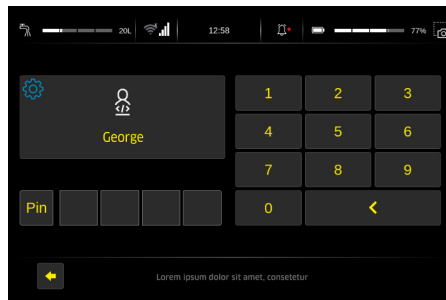 20L 12:58 77%
</>
George
1 2 3
4 5 6
7 8 9
Pin 0
Lorem ipsum dolor sit amet, consetetur